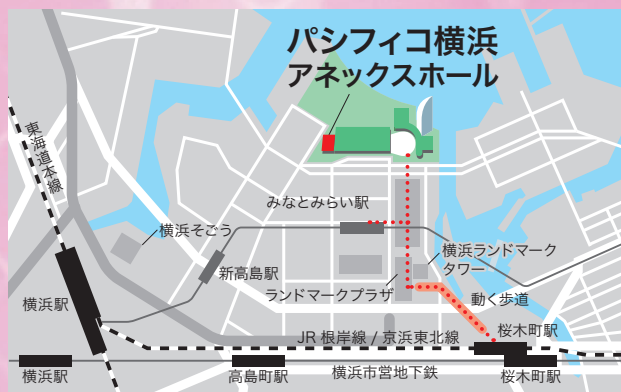 パシフィコ横浜
アネックスホール
東海道本線
みなとみらい駅
横浜そごう
新高島駅
横浜ランドマーク
タワー
ランドマークプラザ
動く歩道
横浜駅
JR 根岸線 / 京浜東北線
桜木町駅
横浜駅
高島町駅
横浜市営地下鉄
桜木町駅